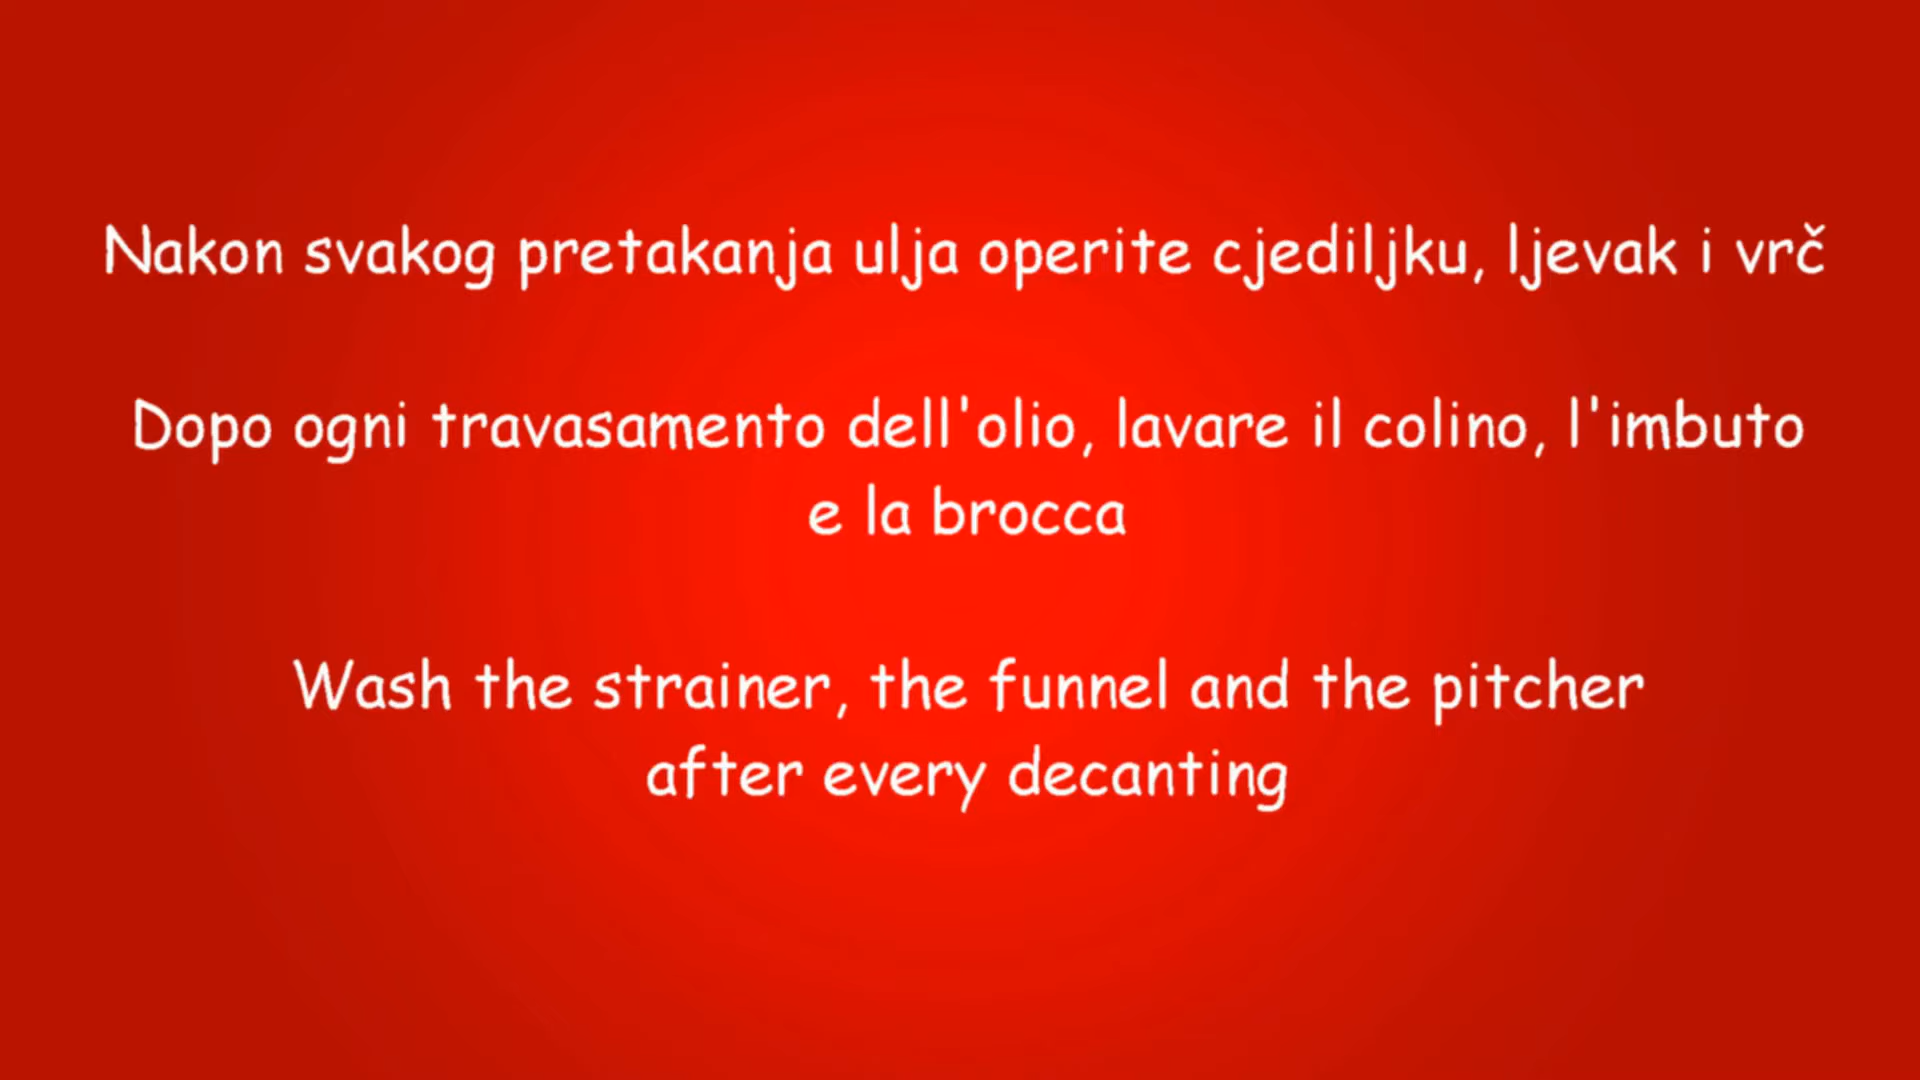 Nakon svakog pretakanja ulja operite cjediljku, ljevak i vrč
Dopo ogni travasamento dell'olio, lavare il colino, l'imbuto
e la brocca
Wash the strainer, the funnel and the pitcher
after every decanting